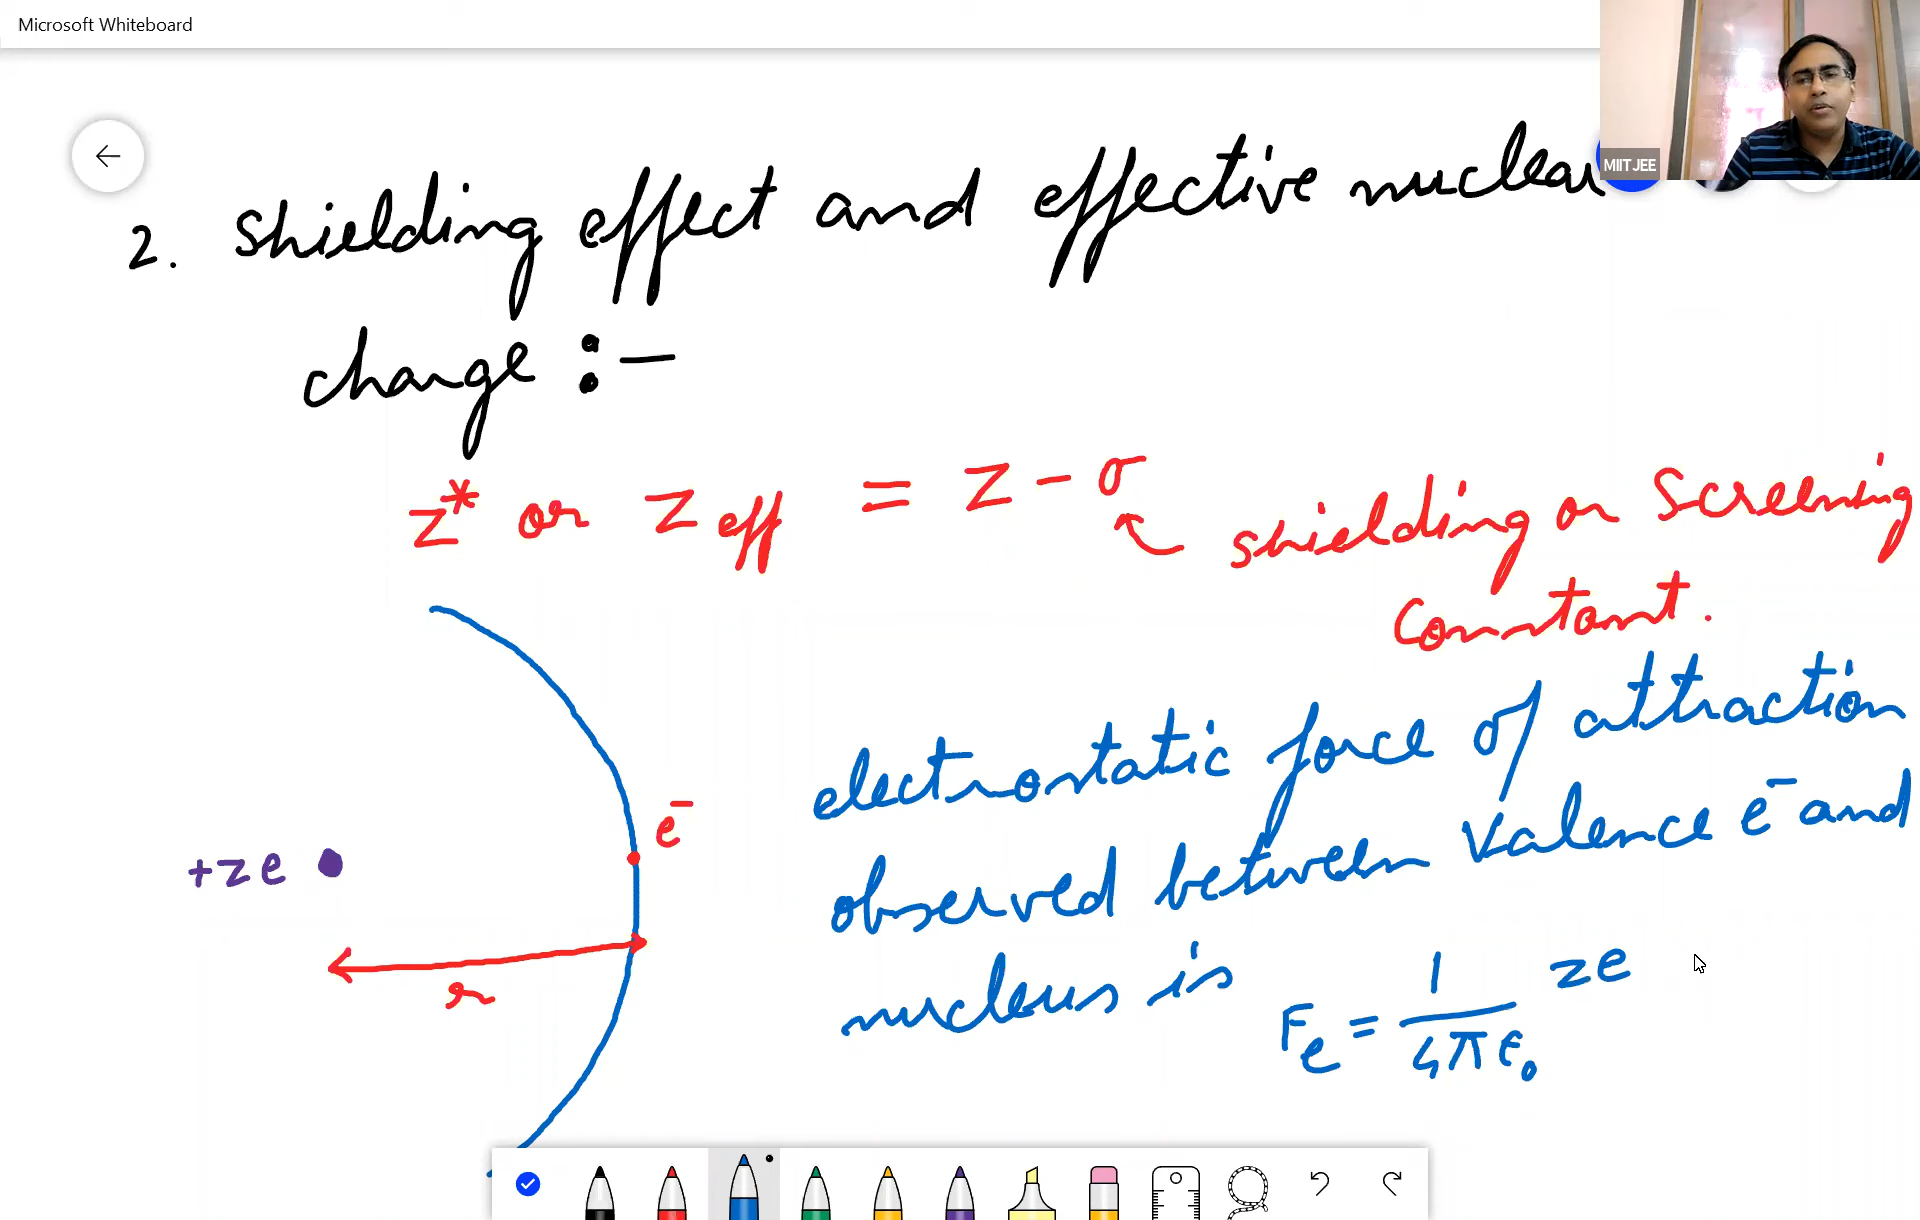 Microsoft Whiteboard
MIIT JEE
2. Shielding effect and effective nuclear
charge :-
Z* or Z eff = Z - σ
shielding or screening
constant.
electrostatic force of attraction
observed between valence e⁻ and
nucleus is
Fe = 1/4πε₀ ze
e⁻
+ze
r